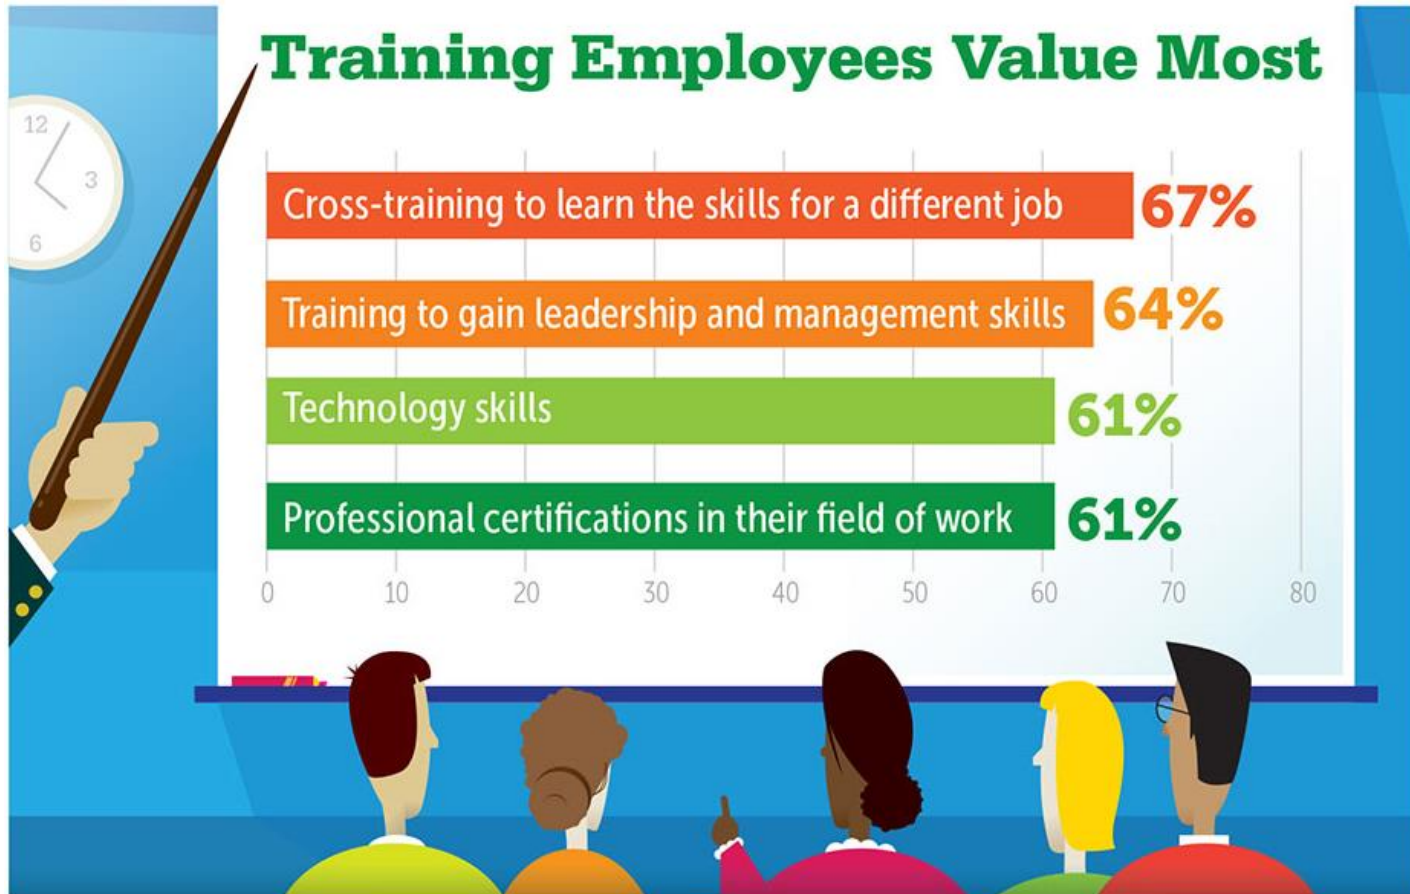 Training Employees Value Most
12
3
6
Cross-training to learn the skills for a different job 67%
Training to gain leadership and management skills 64%
Technology skills 61%
Professional certifications in their field of work 61%
0 10 20 30 40 50 60 70 80